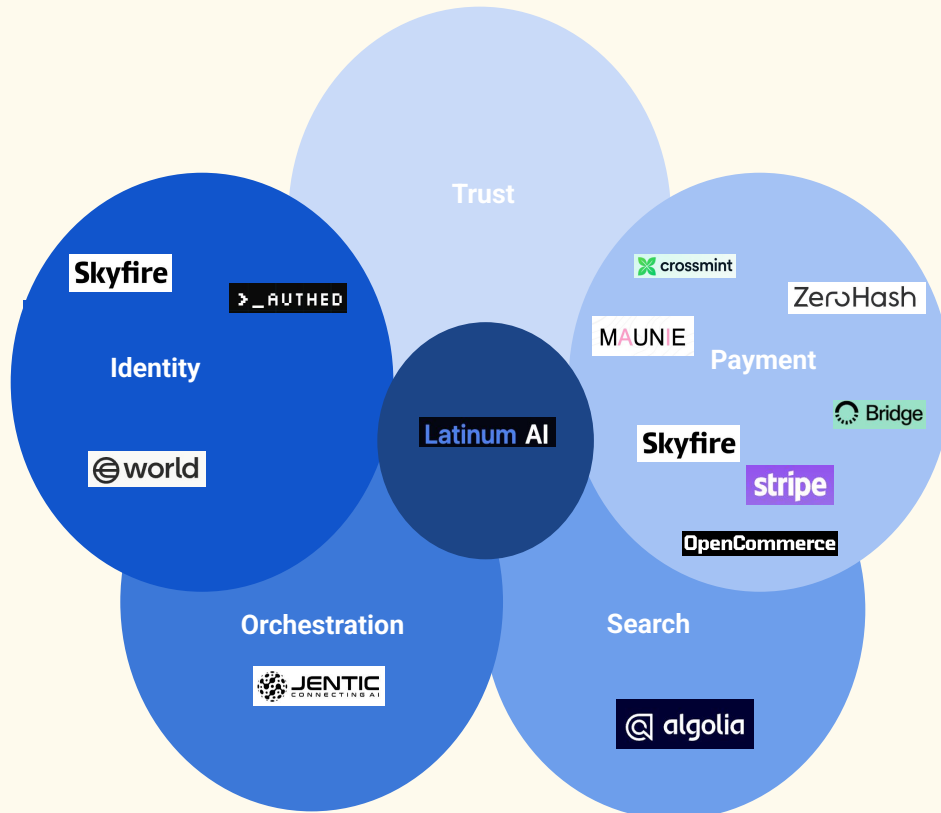 Trust
Skyfire
>_AUTHED
Identity
world
crossmint
ZeroHash
MAUNIE
Payment
Bridge
Skyfire
stripe
OpenCommerce
Latinum AI
Orchestration
JENTIC
CONNECTING AI
Search
algolia